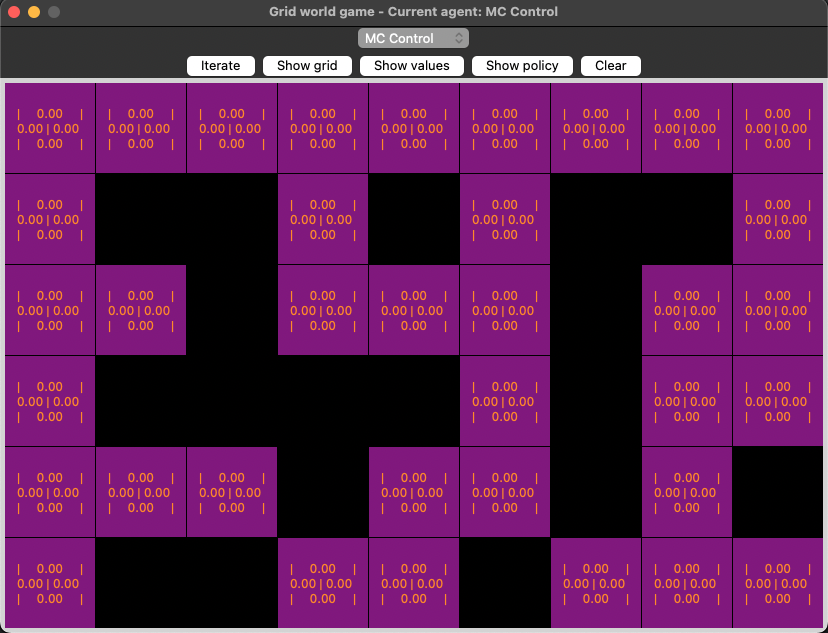 Grid world game - Current agent: MC Control
MC Control
Iterate Show grid Show values Show policy Clear
| 0.00 | | 0.00 | | 0.00 | | 0.00 | | 0.00 | | 0.00 | | 0.00 | | 0.00 | | 0.00 |
0.00 | 0.00 0.00 | 0.00 0.00 | 0.00 0.00 | 0.00 0.00 | 0.00 0.00 | 0.00 0.00 | 0.00 0.00 | 0.00 0.00 | 0.00
| 0.00 | | 0.00 | | 0.00 | | 0.00 | | 0.00 | | 0.00 | | 0.00 | | 0.00 | | 0.00 |
| 0.00 | | 0.00 | | 0.00 | | 0.00 |
0.00 | 0.00 0.00 | 0.00 0.00 | 0.00 0.00 | 0.00
| 0.00 | | 0.00 | | 0.00 | | 0.00 |
| 0.00 | | 0.00 | | 0.00 | | 0.00 | | 0.00 | | 0.00 | | 0.00 |
0.00 | 0.00 0.00 | 0.00 0.00 | 0.00 0.00 | 0.00 0.00 | 0.00 0.00 | 0.00 0.00 | 0.00
| 0.00 | | 0.00 | | 0.00 | | 0.00 | | 0.00 | | 0.00 | | 0.00 |
| 0.00 | | 0.00 | | 0.00 | | 0.00 |
0.00 | 0.00 0.00 | 0.00 0.00 | 0.00 0.00 | 0.00
| 0.00 | | 0.00 | | 0.00 | | 0.00 |
| 0.00 | | 0.00 | | 0.00 | | 0.00 | | 0.00 | | 0.00 |
0.00 | 0.00 0.00 | 0.00 0.00 | 0.00 0.00 | 0.00 0.00 | 0.00 0.00 | 0.00
| 0.00 | | 0.00 | | 0.00 | | 0.00 | | 0.00 | | 0.00 |
| 0.00 | | 0.00 | | 0.00 | | 0.00 | | 0.00 | | 0.00 |
0.00 | 0.00 0.00 | 0.00 0.00 | 0.00 0.00 | 0.00 0.00 | 0.00 0.00 | 0.00
| 0.00 | | 0.00 | | 0.00 | | 0.00 | | 0.00 | | 0.00 |